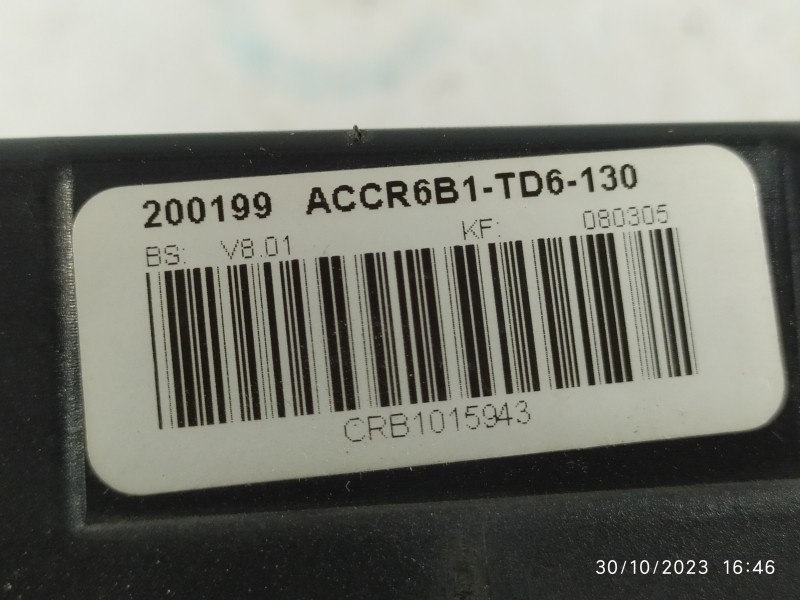 200199 ACCR6B1-TD6-130
BS: V8.01 KF: 080305
CRB1015943
30/10/2023 16:46